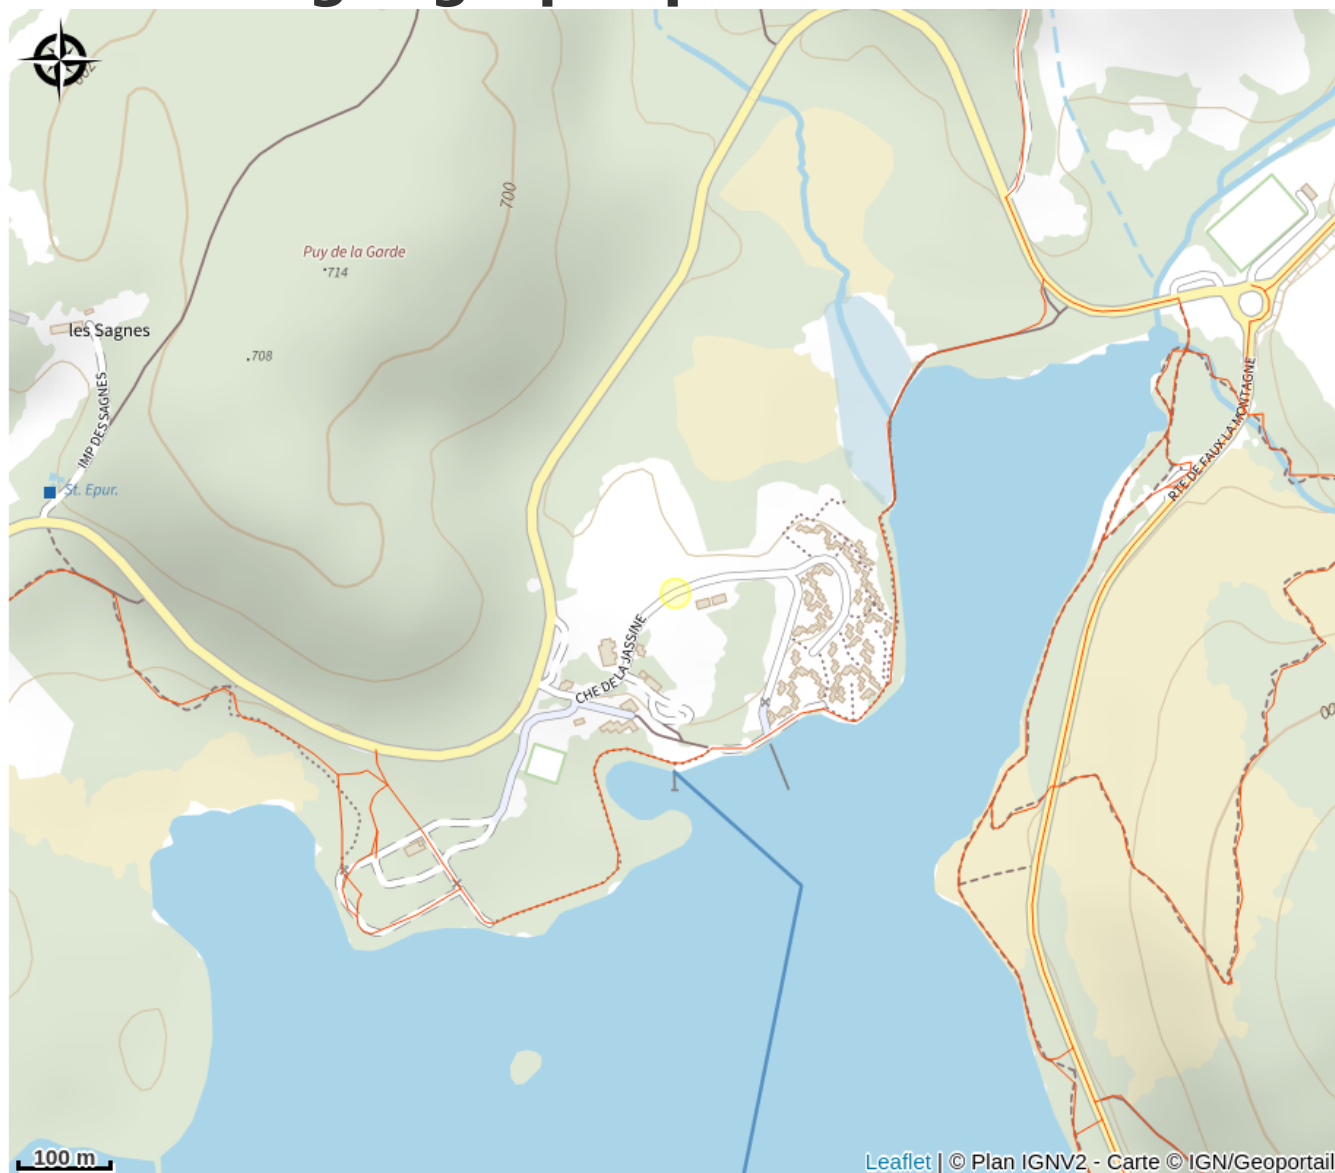 700
Puy de la Garde
714
les Sagnes
708
IMP DES SAGNES
St. Epur.
RTE DE FAUX-LA-MONTAGNE
CHE DE LA JASSINE
100 m
Leaflet | © Plan IGNV2 - Carte © IGN/Geoportail